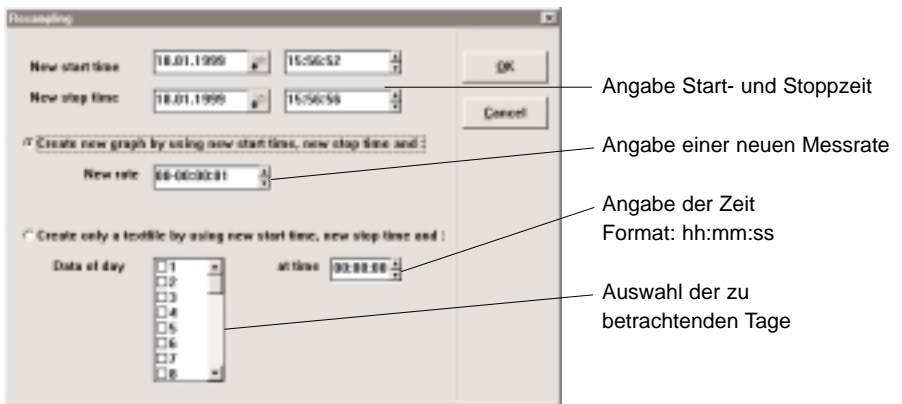 Resampling
New start time 18.01.1999 15:56:52
OK
New stop time 18.01.1999 15:56:56
Cancel
Angabe Start- und Stoppzeit
Create new graph by using new start time, new stop time and :
Angabe einer neuen Messrate
New rate 00-00:00:01
Angabe der Zeit
Format: hh:mm:ss
Create only a textfile by using new start time, new stop time and :
Data of day
1
2
3
4
5
6
7
8
at time 00:00:00
Auswahl der zu
betrachtenden Tage